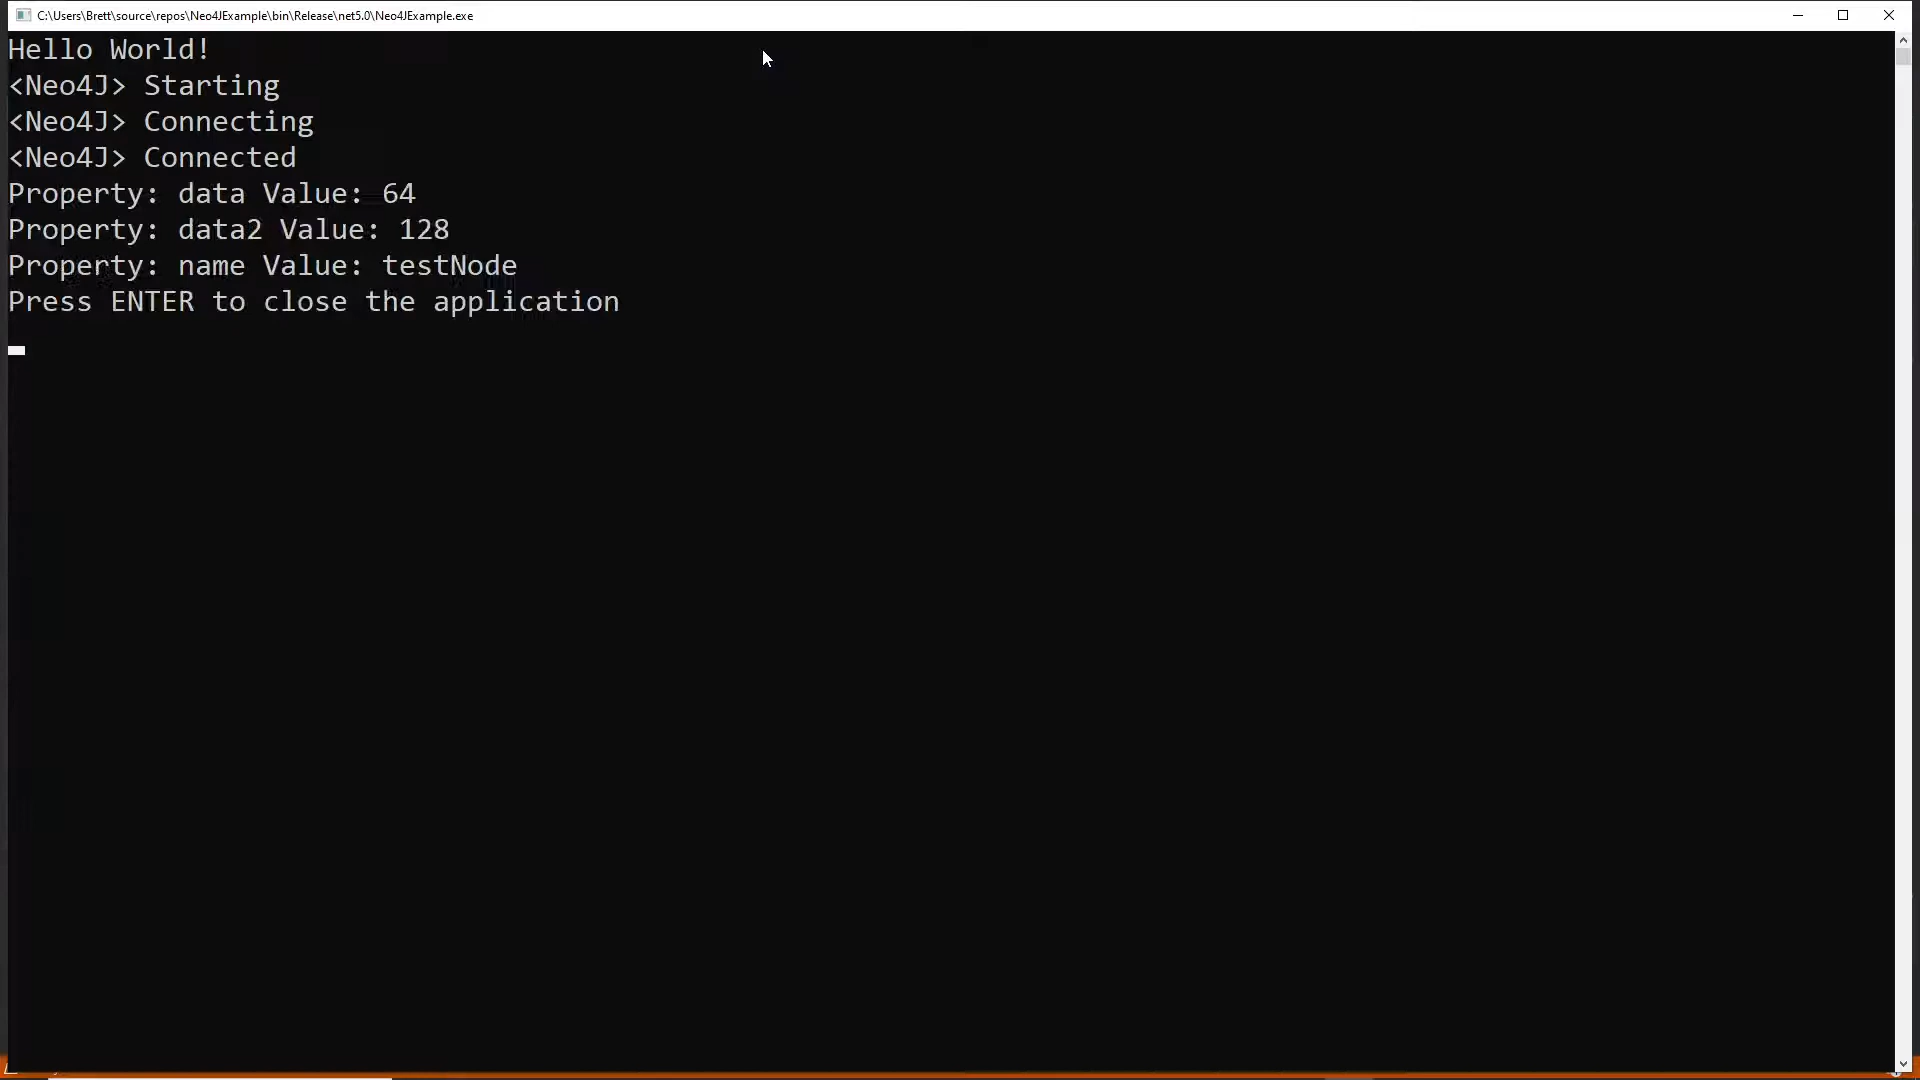 C:\Users\Brett\source\repos\Neo4JExample\bin\Release\net5.0\Neo4JExample.exe
Hello World!
<Neo4J> Starting
<Neo4J> Connecting
<Neo4J> Connected
Property: data Value: 64
Property: data2 Value: 128
Property: name Value: testNode
Press ENTER to close the application